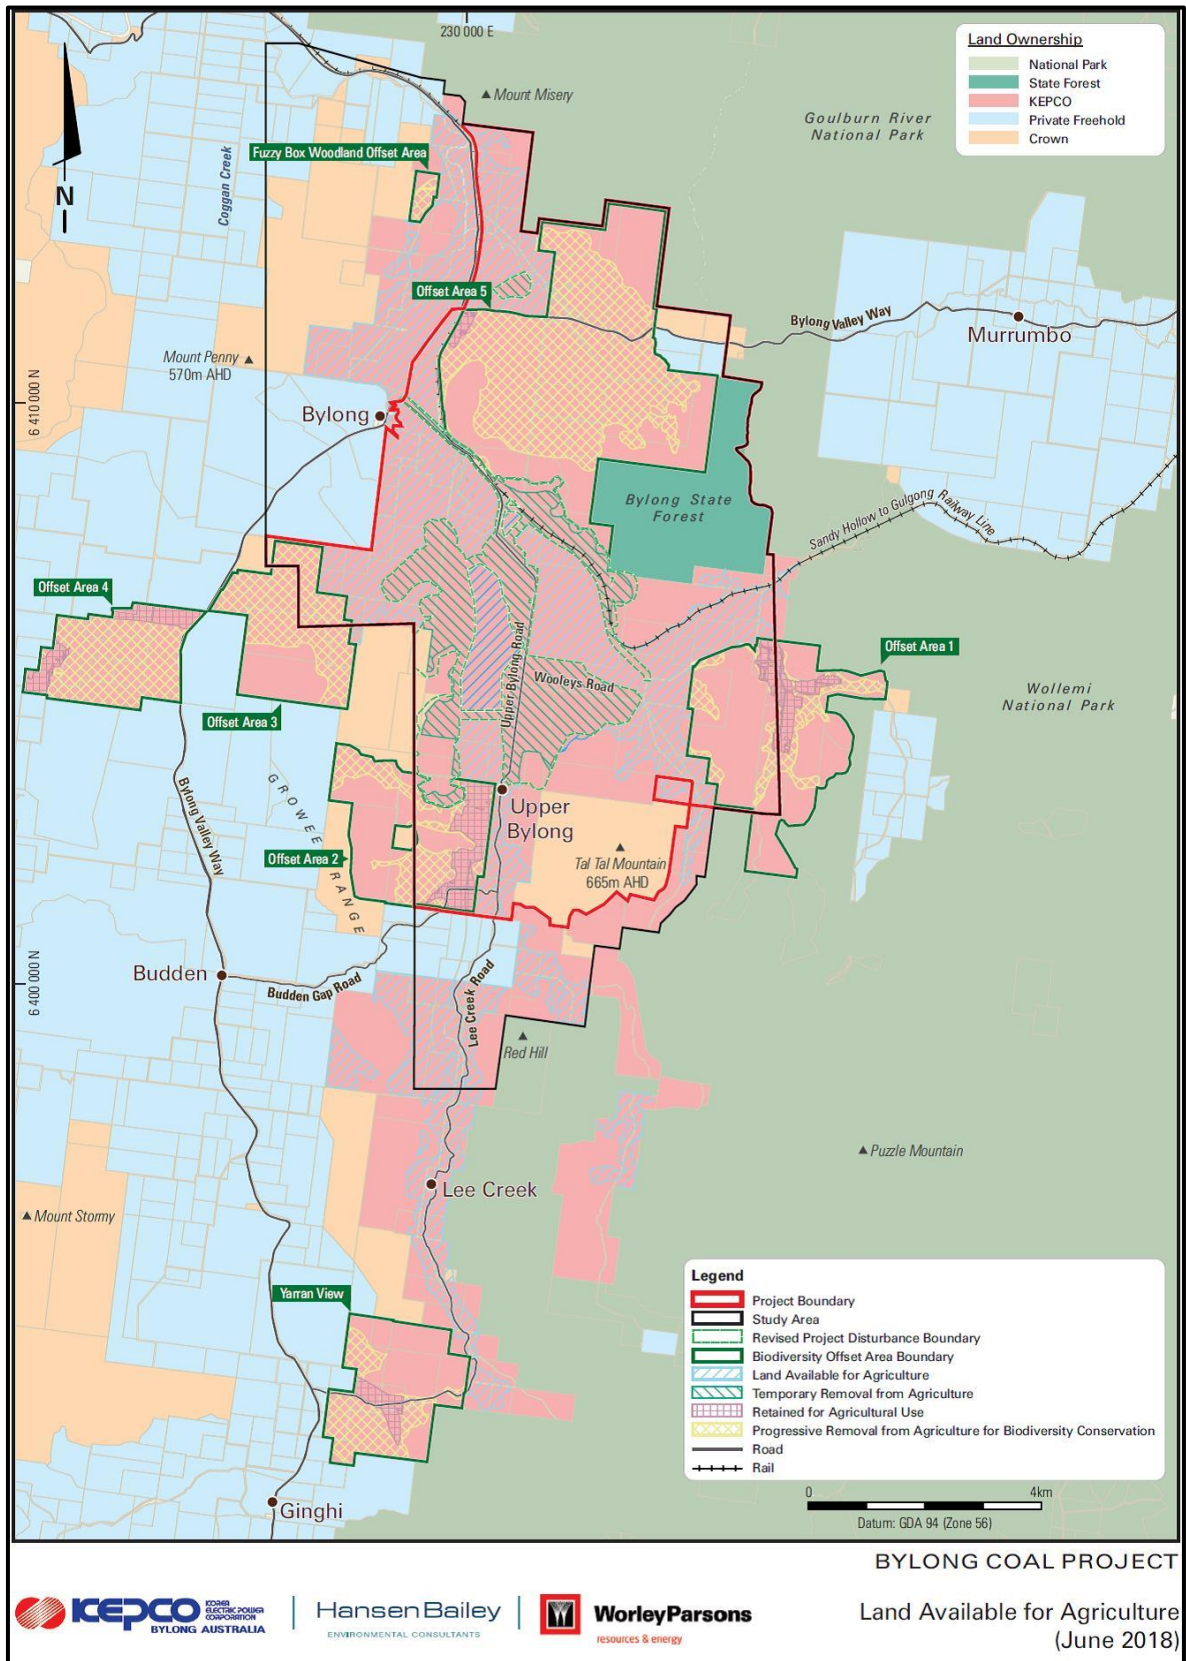 230 000 E
Land Ownership
National Park
State Forest
KEPCO
Private Freehold
Crown
Mount Misery
Goulburn River
National Park
Fuzzy Box Woodland Offset Area
Coggan Creek
N
Offset Area 5
Bylong Valley Way
Murrumbo
Mount Penny
570m AHD
6 410 000 N
Bylong
Bylong State
Forest
Sandy Hollow to Gulgong Railway Line
Offset Area 4
Offset Area 1
Upper Bylong Road
Wooleys Road
Wollemi
National Park
Offset Area 3
GROWEE RANGE
Bylong Valley Way
Upper
Bylong
Offset Area 2
Tal Tal Mountain
665m AHD
6 400 000 N
Budden
Budden Gap Road
Lee Creek Road
Red Hill
Puzzle Mountain
Lee Creek
Mount Stormy
Yarran View
Legend
Project Boundary
Study Area
Revised Project Disturbance Boundary
Biodiversity Offset Area Boundary
Land Available for Agriculture
Temporary Removal from Agriculture
Retained for Agricultural Use
Progressive Removal from Agriculture for Biodiversity Conservation
Road
Rail
0 4km
Datum: GDA 94 (Zone 56)
Ginghi
BYLONG COAL PROJECT
KEPCO KOREA
ELECTRIC POWER
CORPORATION
BYLONG AUSTRALIA
HansenBailey
ENVIRONMENTAL CONSULTANTS
WorleyParsons
resources & energy
Land Available for Agriculture
(June 2018)